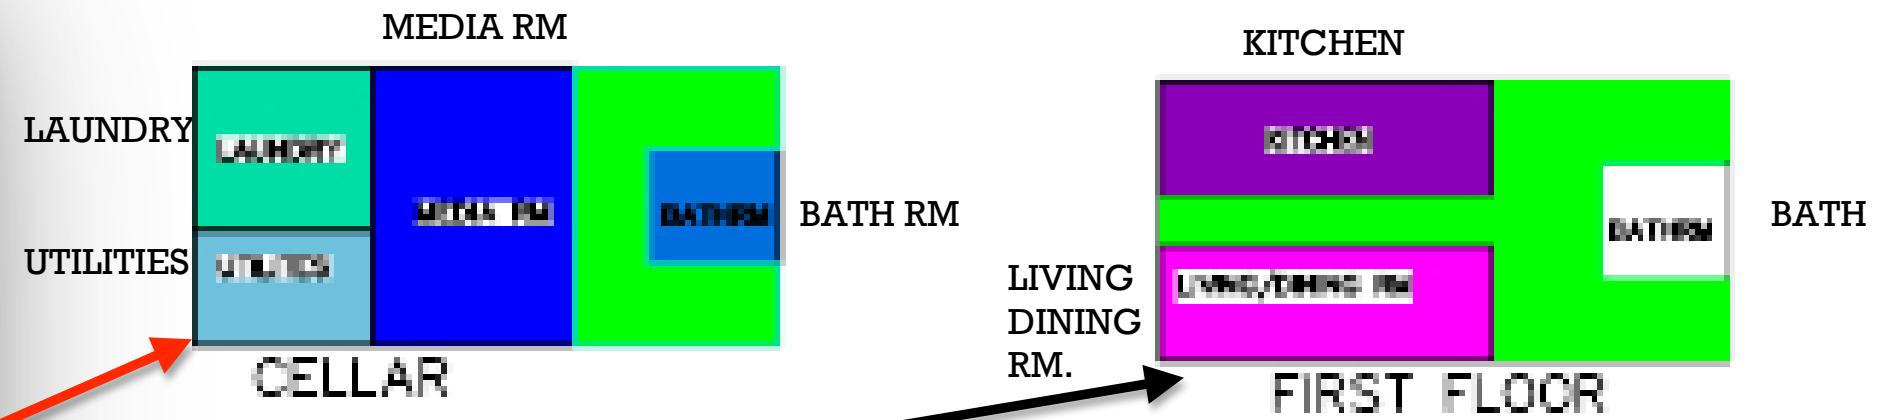 MEDIA RM
LAUNDRY
LAUNDRY
MEDIA RM
BATHRM
BATH RM
UTILITIES
UTILITIES
CELLAR
KITCHEN
KITCHEN
BATHRM
BATH
LIVING
DINING
RM.
LIVING/DINING RM
FIRST FLOOR